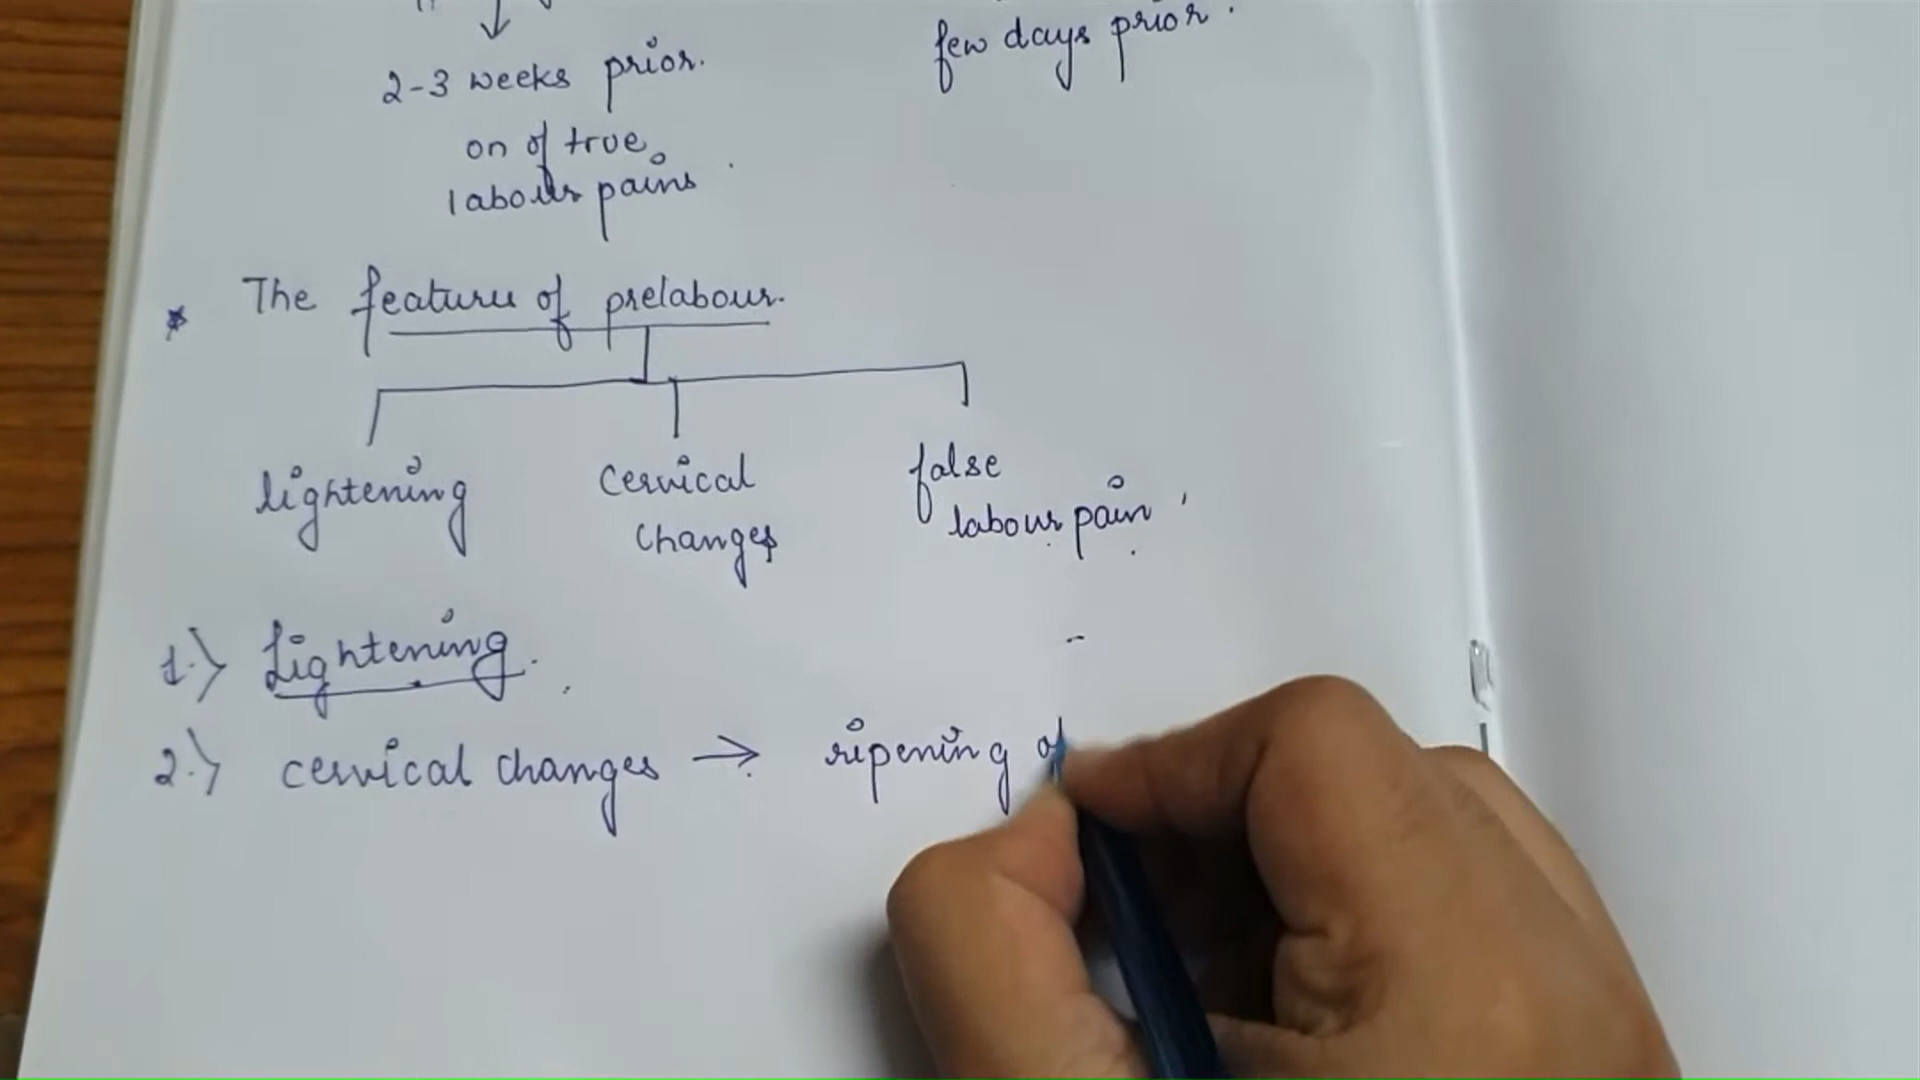 2-3 weeks prior.
on of true
labour pains
few days prior.
* The feature of prelabour.
lightening
cervical
changes
false
labour pain
1.) Lightening.
2.) cervical changes → ripening of